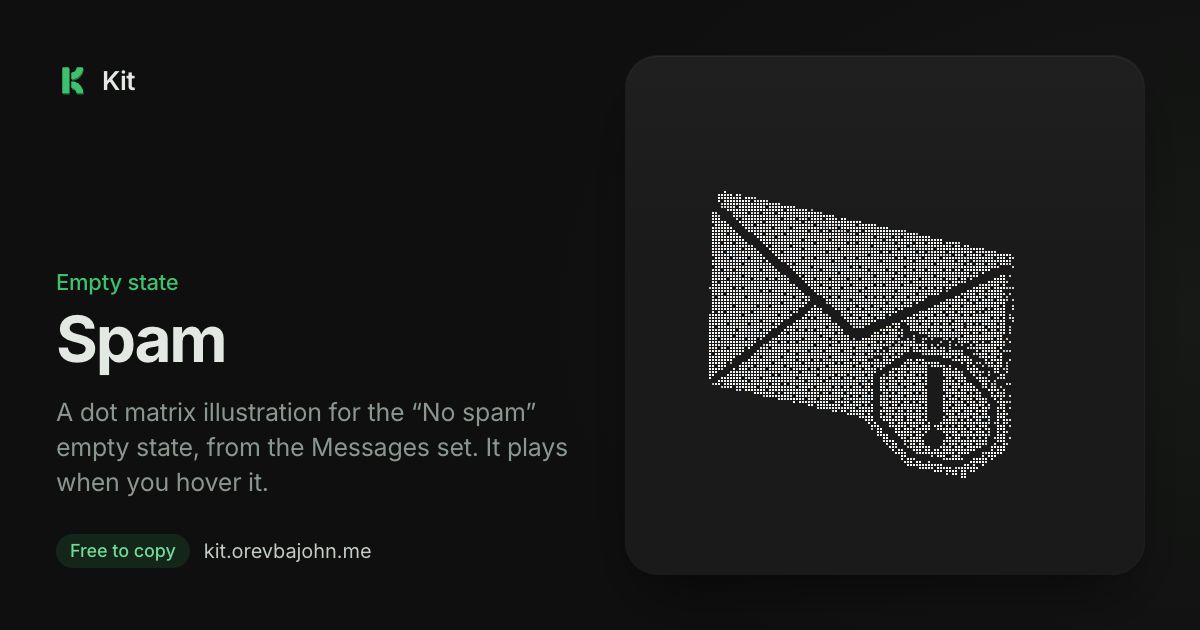 Kit
Empty state
Spam
A dot matrix illustration for the “No spam”
empty state, from the Messages set. It plays
when you hover it.
Free to copy
kit.orevbajohn.me